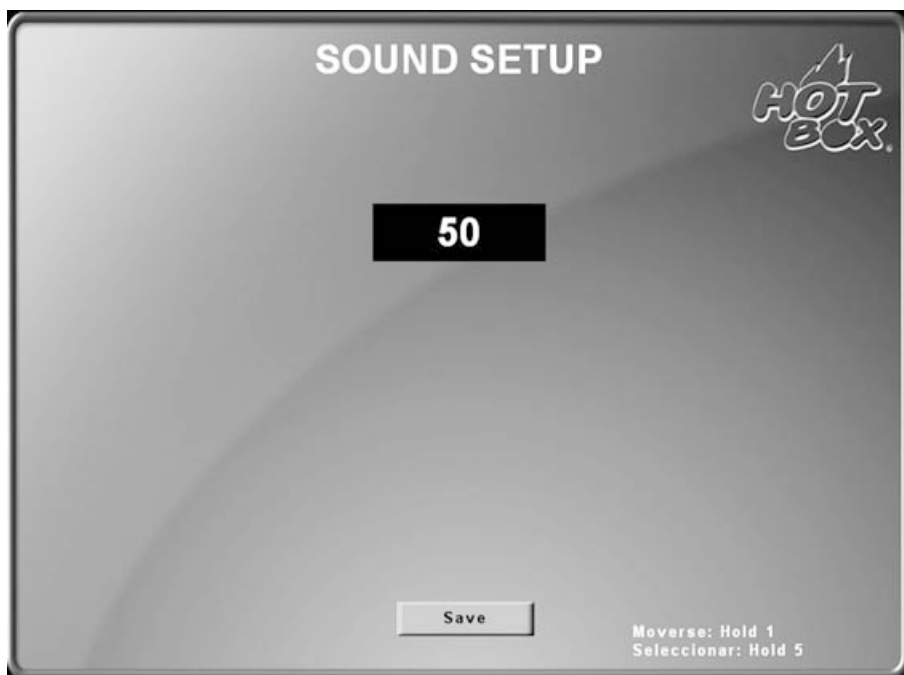 SOUND SETUP
HOT
BOX®
50
Save
Moverse: Hold 1
Seleccionar: Hold 5